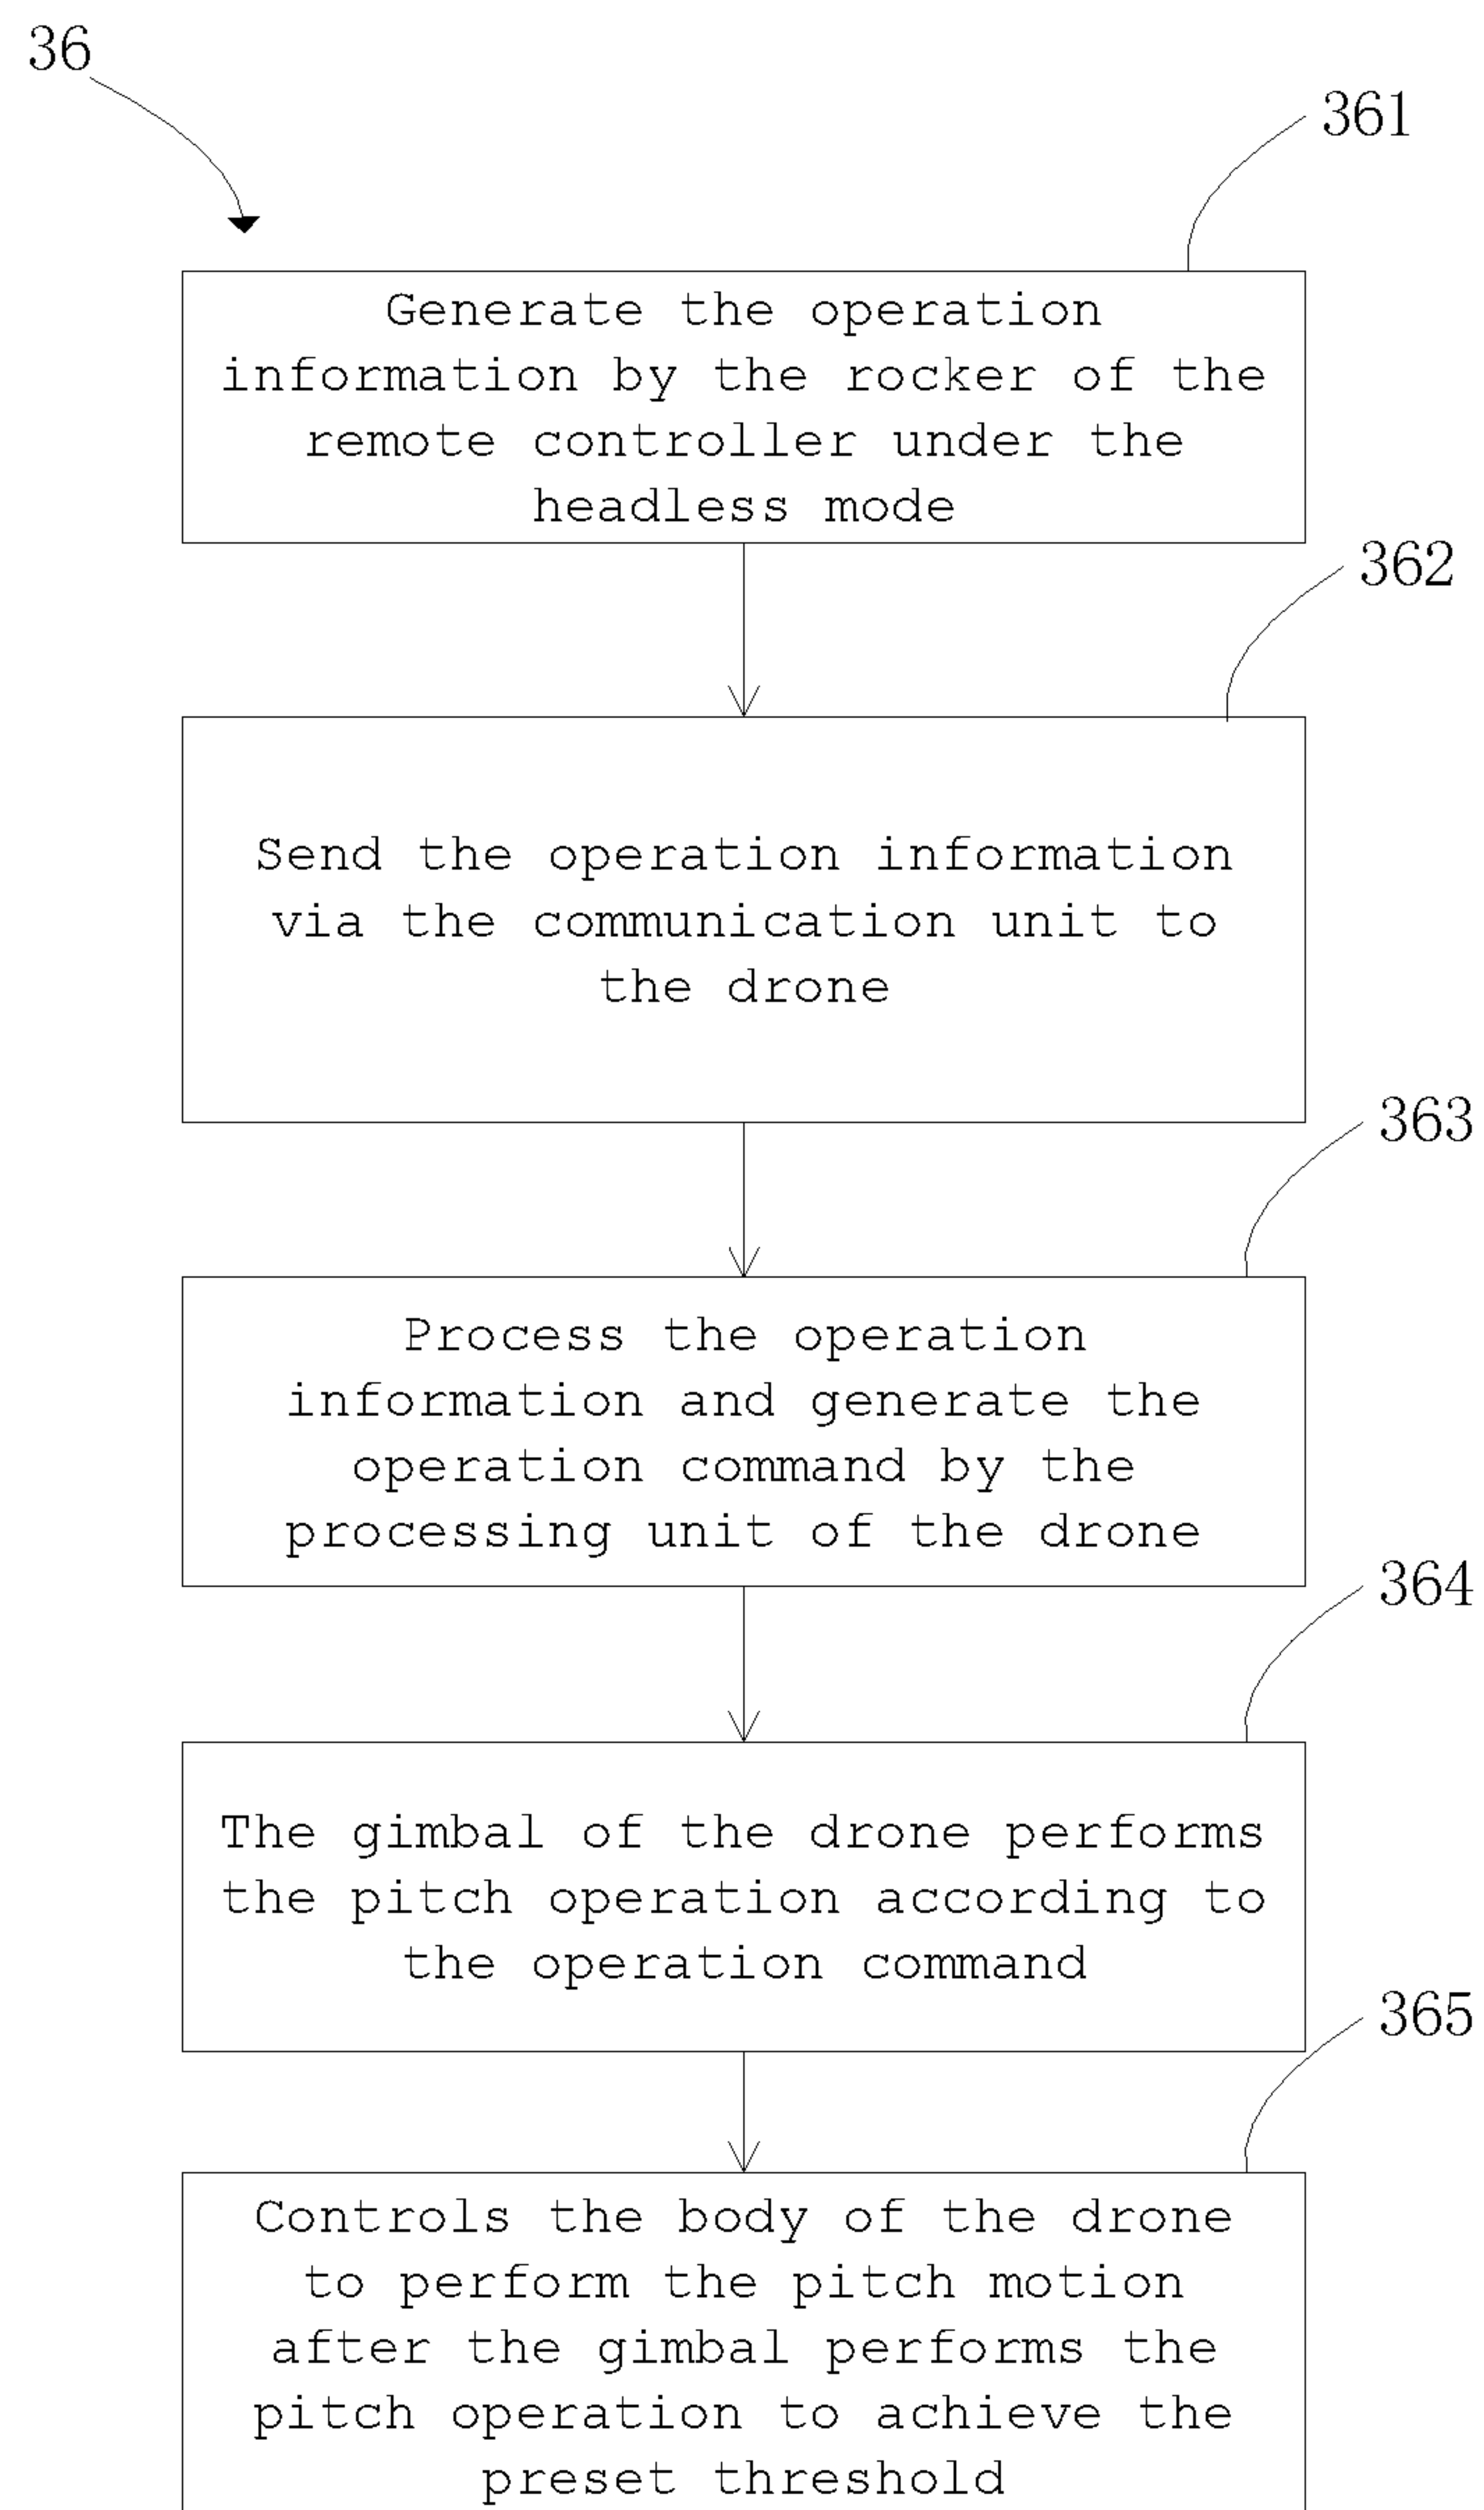 36
361
Generate the operation
information by the rocker of the
remote controller under the
headless mode
362
Send the operation information
via the communication unit to
the drone
363
Process the operation
information and generate the
operation command by the
processing unit of the drone
364
The gimbal of the drone performs
the pitch operation according to
the operation command
365
Controls the body of the drone
to perform the pitch motion
after the gimbal performs the
pitch operation to achieve the
preset threshold